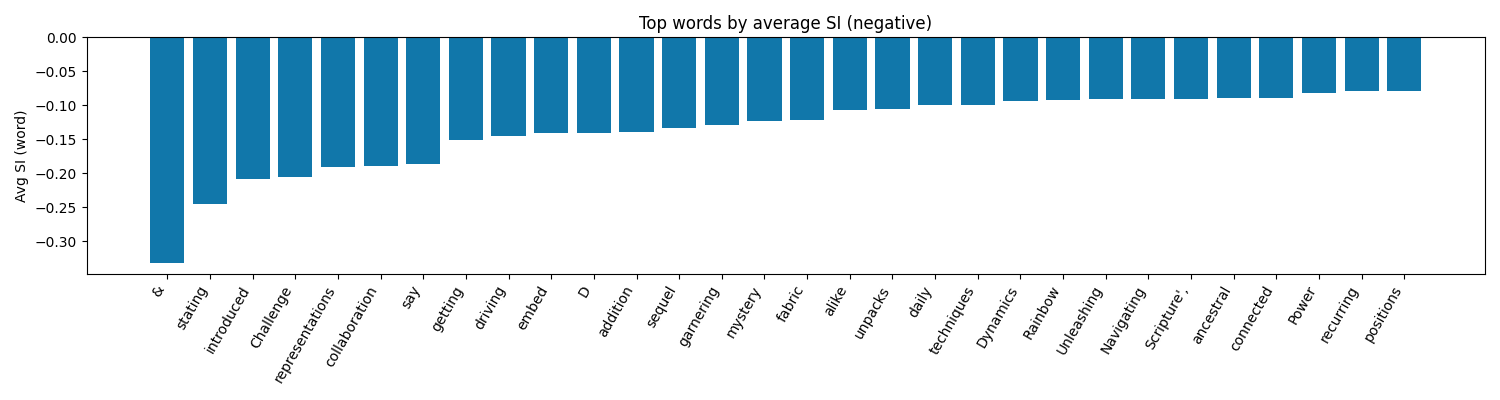 Top words by average SI (negative)
Avg SI (word)
0.00
−0.05
−0.10
−0.15
−0.20
−0.25
−0.30
&
stating
introduced
Challenge
representations
collaboration
say
getting
driving
embed
D
addition
sequel
garnering
mystery
fabric
alike
unpacks
daily
techniques
Dynamics
Rainbow
Unleashing
Navigating
Scripture',
ancestral
connected
Power
recurring
positions